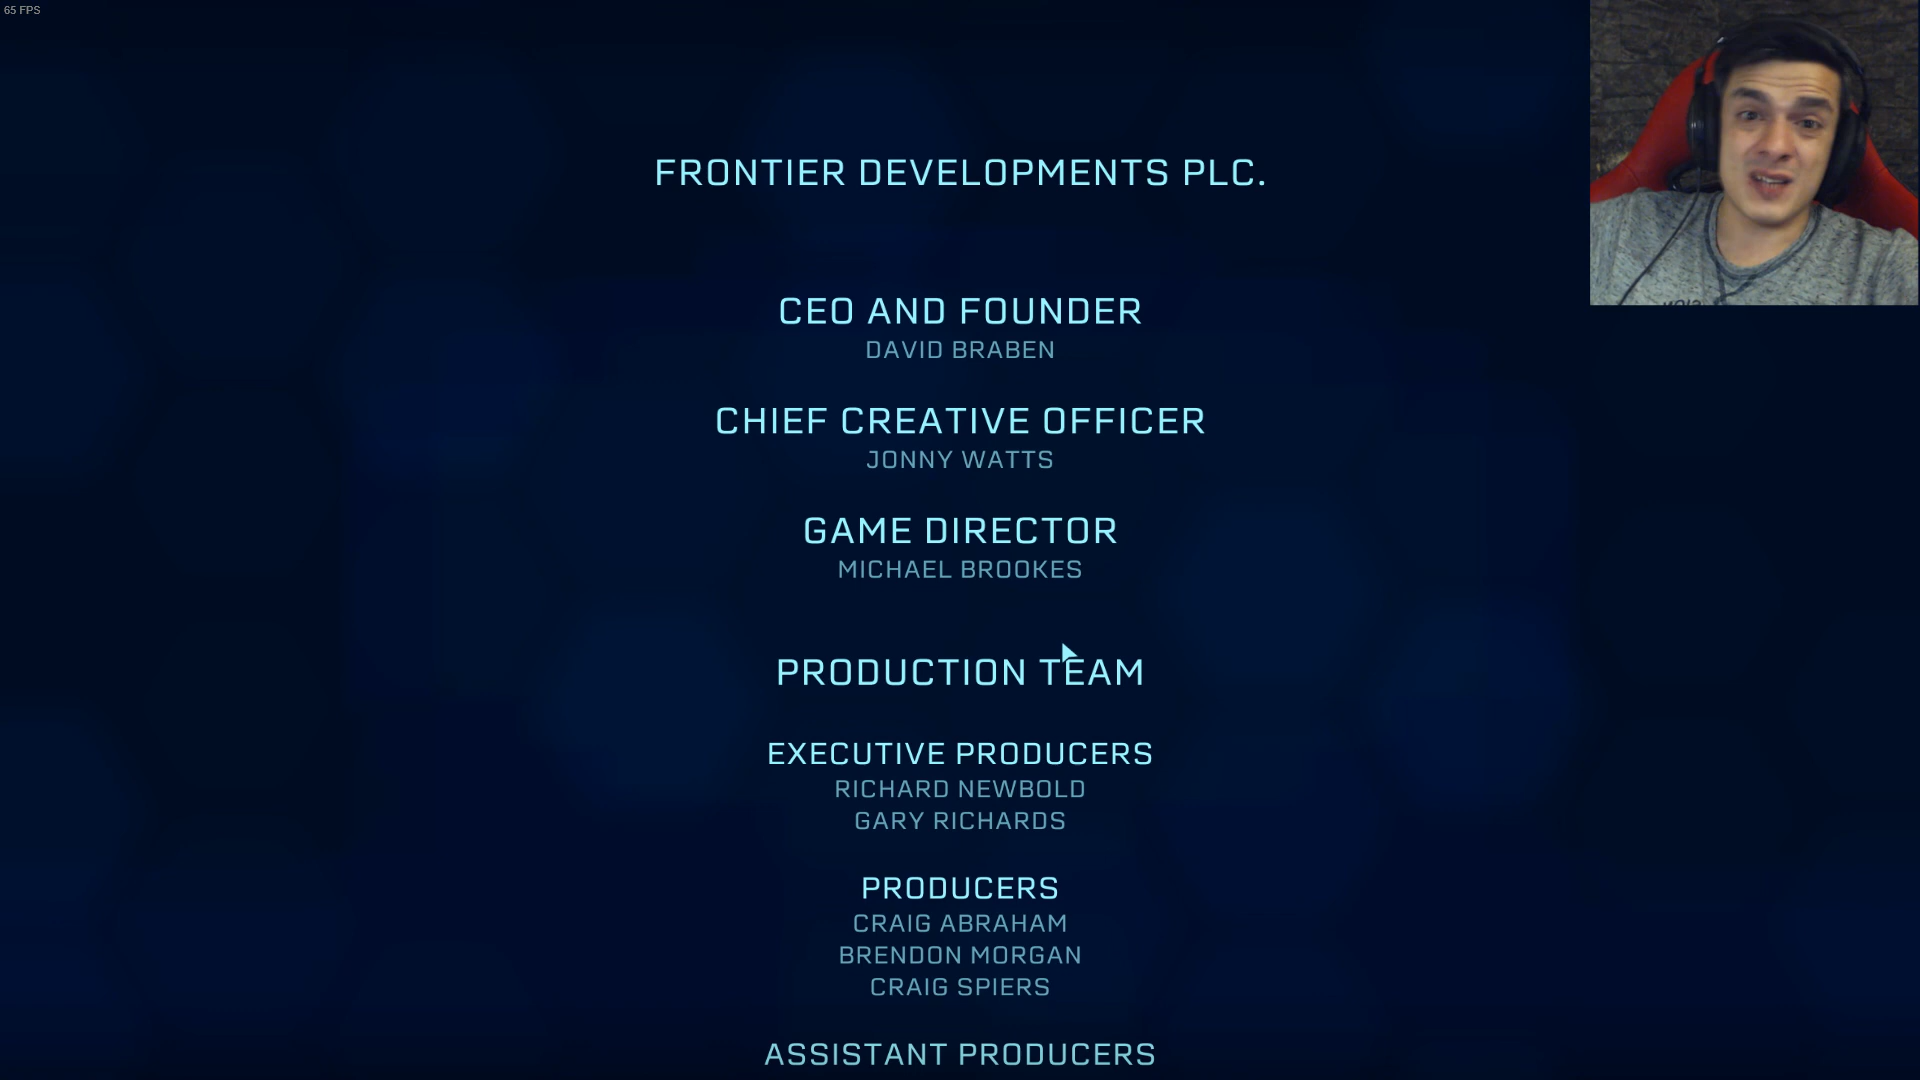 65 FPS
FRONTIER DEVELOPMENTS PLC.
CEO AND FOUNDER
DAVID BRABEN
CHIEF CREATIVE OFFICER
JONNY WATTS
GAME DIRECTOR
MICHAEL BROOKES
PRODUCTION TEAM
EXECUTIVE PRODUCERS
RICHARD NEWBOLD
GARY RICHARDS
PRODUCERS
CRAIG ABRAHAM
BRENDON MORGAN
CRAIG SPIERS
ASSISTANT PRODUCERS